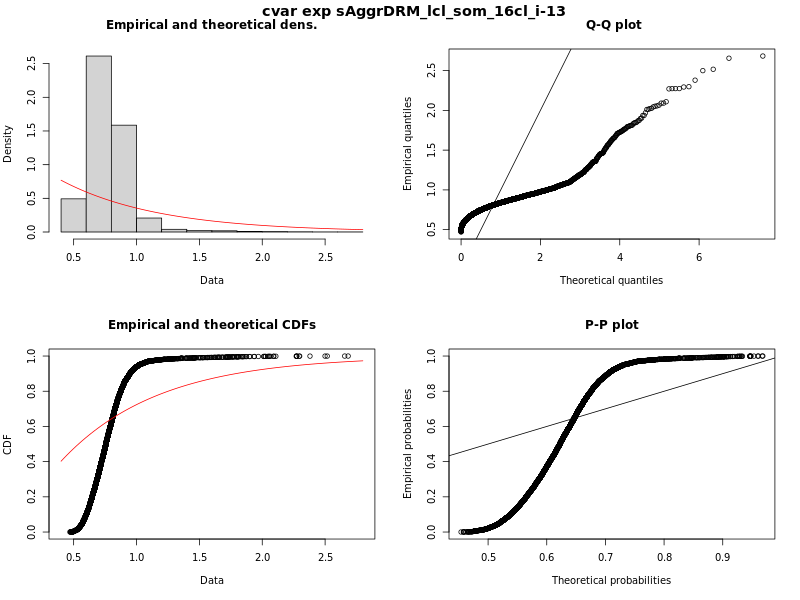 cvar exp sAggrDRM_lcl_som_16cl_i-13
Empirical and theoretical dens.
Density
0.0 0.5 1.0 1.5 2.0 2.5
0.5 1.0 1.5 2.0 2.5
Data
Q-Q plot
Empirical quantiles
0.5 1.0 1.5 2.0 2.5
0 2 4 6
Theoretical quantiles
Empirical and theoretical CDFs
CDF
0.0 0.2 0.4 0.6 0.8 1.0
0.5 1.0 1.5 2.0 2.5
Data
P-P plot
Empirical probabilities
0.0 0.2 0.4 0.6 0.8 1.0
0.5 0.6 0.7 0.8 0.9
Theoretical probabilities